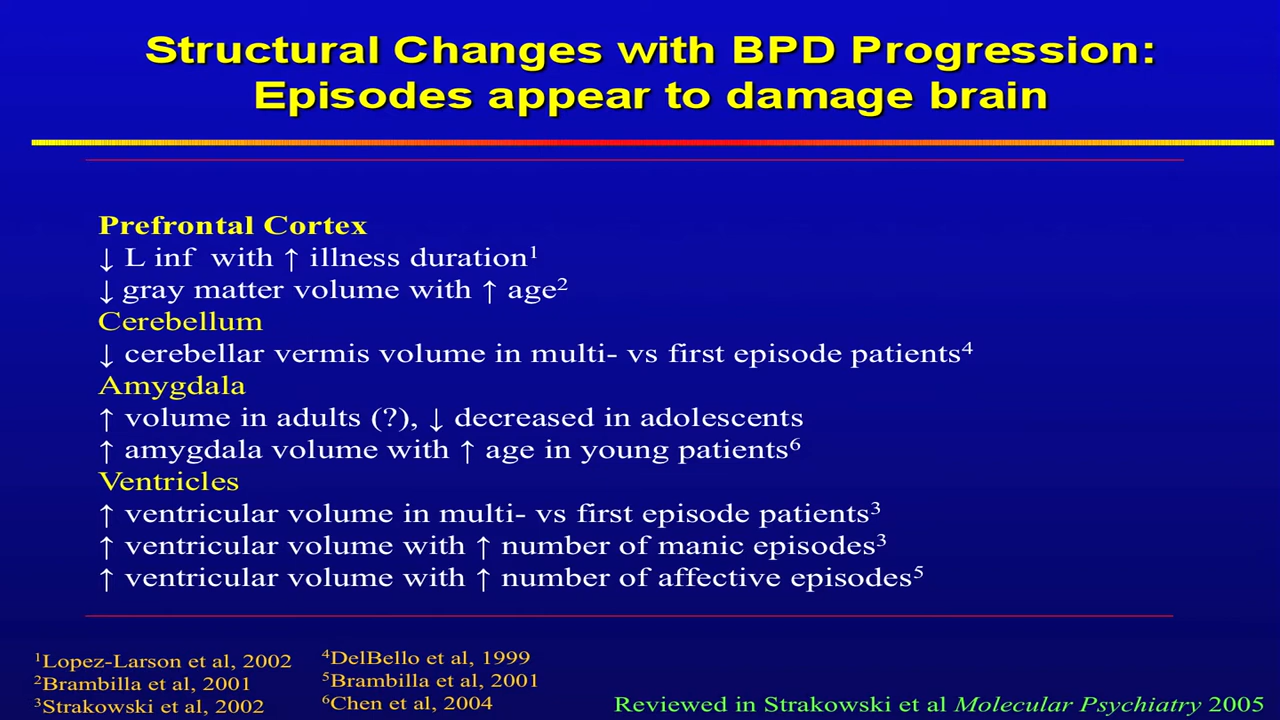 Structural Changes with BPD Progression:
Episodes appear to damage brain
Prefrontal Cortex
↓ L inf with ↑ illness duration¹
↓ gray matter volume with ↑ age²
Cerebellum
↓ cerebellar vermis volume in multi- vs first episode patients⁴
Amygdala
↑ volume in adults (?), ↓ decreased in adolescents
↑ amygdala volume with ↑ age in young patients⁶
Ventricles
↑ ventricular volume in multi- vs first episode patients³
↑ ventricular volume with ↑ number of manic episodes³
↑ ventricular volume with ↑ number of affective episodes⁵
¹Lopez-Larson et al, 2002
²Brambilla et al, 2001
³Strakowski et al, 2002
⁴DelBello et al, 1999
⁵Brambilla et al, 2001
⁶Chen et al, 2004
Reviewed in Strakowski et al Molecular Psychiatry 2005